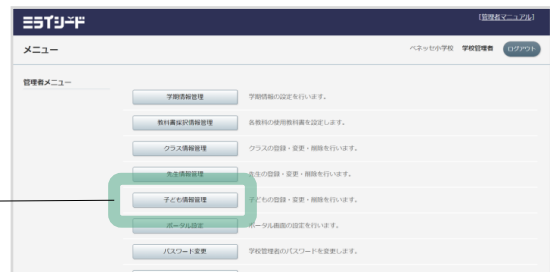 ミライシード
[管理者マニュアル]
メニュー
ベネッセ小学校 学校管理者 ログアウト
管理者メニュー
学期情報管理 学期情報の設定を行います。
教科書採択情報管理 各教科の使用教科書を設定します。
クラス情報管理 クラスの登録・変更・削除を行います。
先生情報管理 先生の登録・変更・削除を行います。
子ども情報管理 子どもの登録・変更・削除を行います。
ポータル設定 ポータル画面の設定を行います。
パスワード変更 学校管理者のパスワードを変更します。